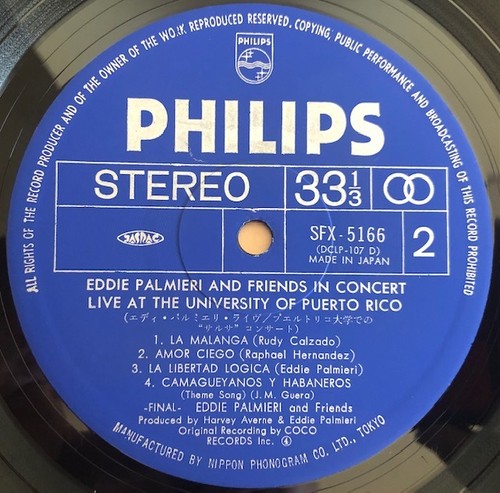 ALL RIGHTS OF THE RECORD PRODUCER AND OF THE OWNER OF THE WORK REPRODUCED RESERVED. COPYING, PUBLIC PERFORMANCE AND BROADCASTING OF THIS RECORD PROHIBITED
PHILIPS
PHILIPS
STEREO
33 1/3
JASRAC
SFX-5166
(DCLP-107 D)
MADE IN JAPAN
2
EDDIE PALMIERI AND FRIENDS IN CONCERT
LIVE AT THE UNIVERSITY OF PUERTO RICO
(エディ・パルミエリ・ライヴ/プエルトリコ大学での
"サルサ" コンサート)
1. LA MALANGA (Rudy Calzado)
2. AMOR CIEGO (Raphael Hernandez)
3. LA LIBERTAD LOGICA (Eddie Palmieri)
4. CAMAGUEYANOS Y HABANEROS
(Theme Song) (J. M. Guera)
-FINAL- EDDIE PALMIERI and Friends
Produced by Harvey Averne & Eddie Palmieri
Original Recording by COCO
RECORDS Inc. ④
MANUFACTURED BY NIPPON PHONOGRAM CO. LTD., TOKYO